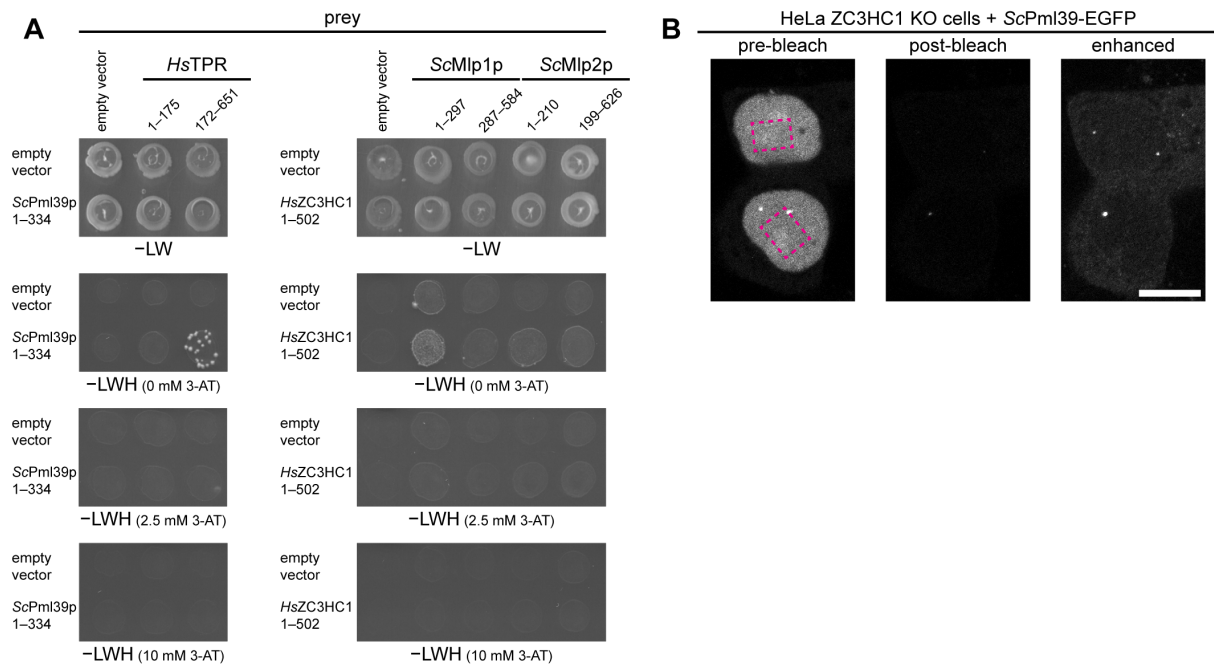 A
prey
empty vector
HsTPR
1–175
172–651
empty vector
ScMlp1p
ScMlp2p
1–297
287–584
1–210
199–626
empty
vector
ScPml39p
1–334
−LW
empty
vector
HsZC3HC1
1–502
−LW
empty
vector
ScPml39p
1–334
−LWH (0 mM 3-AT)
empty
vector
HsZC3HC1
1–502
−LWH (0 mM 3-AT)
empty
vector
ScPml39p
1–334
−LWH (2.5 mM 3-AT)
empty
vector
HsZC3HC1
1–502
−LWH (2.5 mM 3-AT)
empty
vector
ScPml39p
1–334
−LWH (10 mM 3-AT)
empty
vector
HsZC3HC1
1–502
−LWH (10 mM 3-AT)
B
HeLa ZC3HC1 KO cells + ScPml39-EGFP
pre-bleach
post-bleach
enhanced